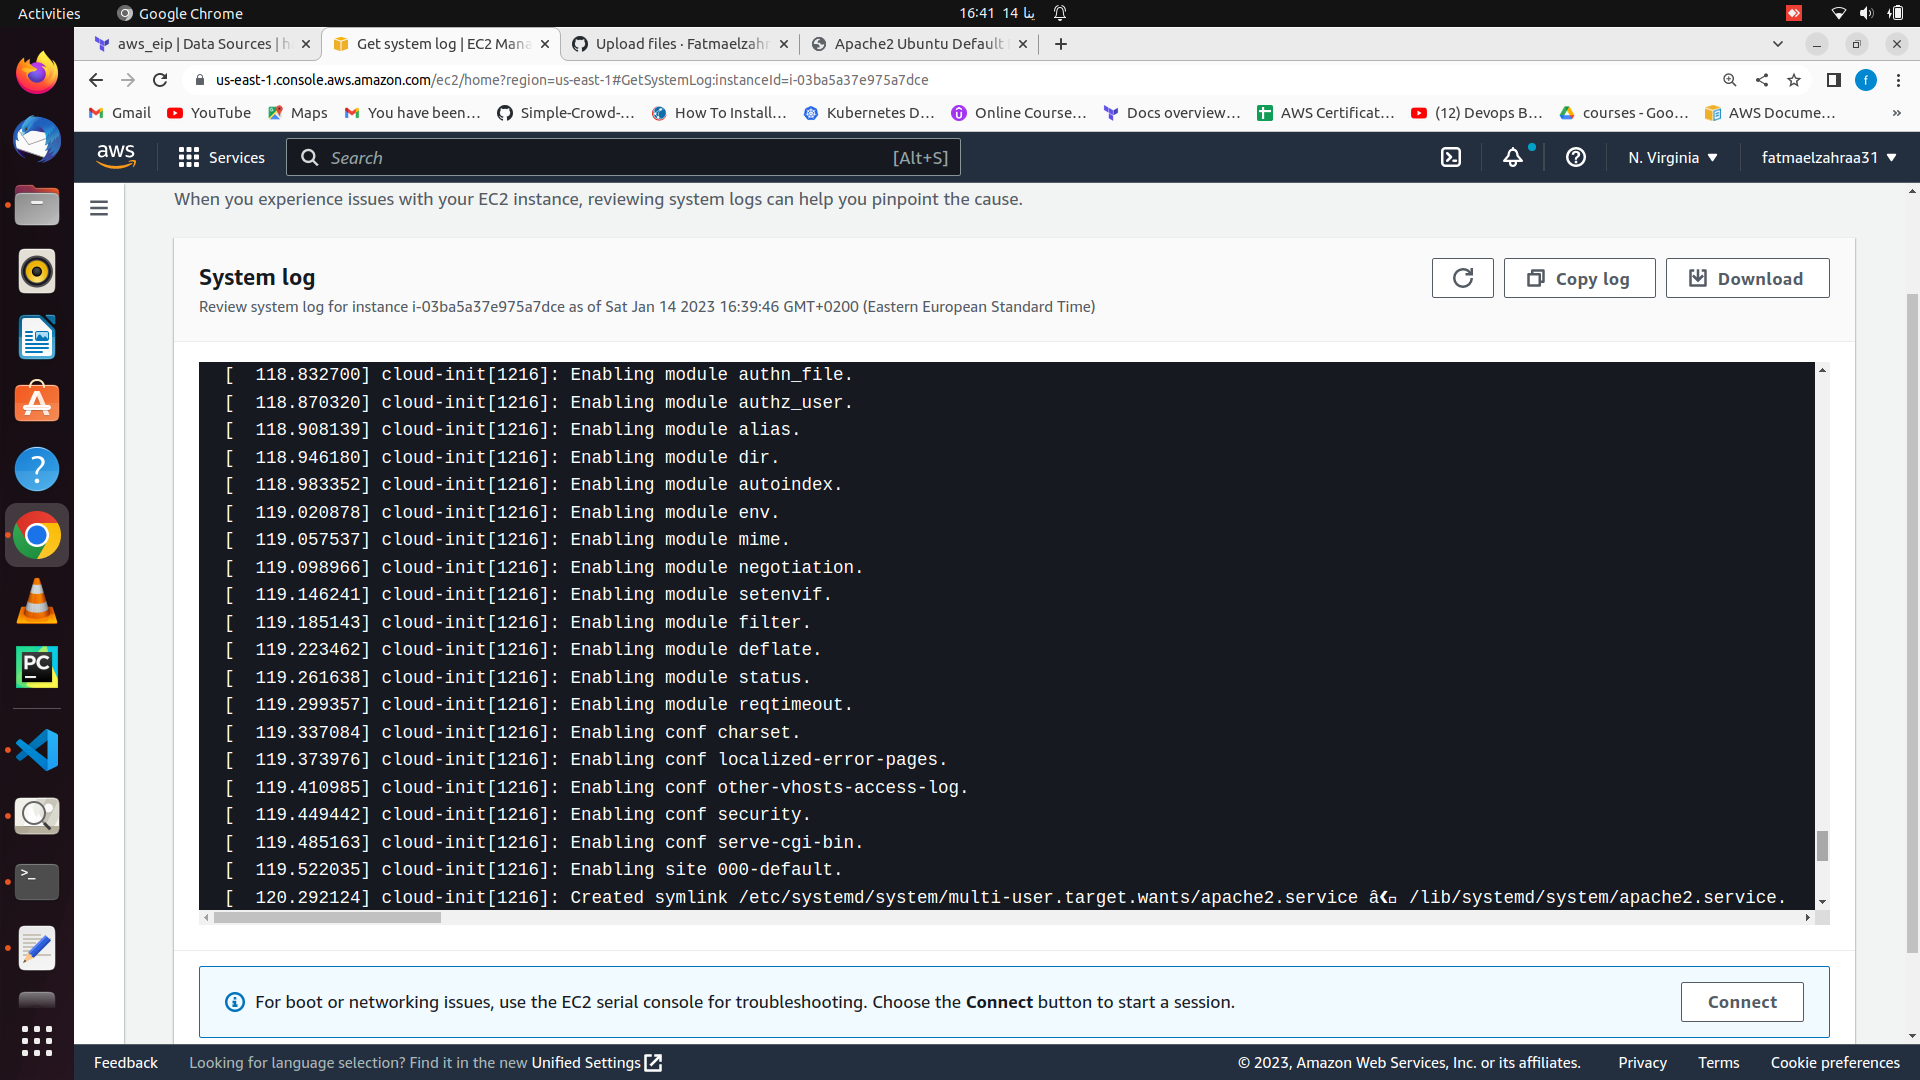 Activities
Google Chrome
16:41 14 يناير
aws_eip | Data Sources | h
Get system log | EC2 Mana
Upload files · Fatmaelzahr
Apache2 Ubuntu Default
us-east-1.console.aws.amazon.com/ec2/home?region=us-east-1#GetSystemLog:instanceId=i-03ba5a37e975a7dce
f
Gmail
YouTube
Maps
You have been…
Simple-Crowd-…
How To Install…
Kubernetes D…
Online Course…
Docs overview…
AWS Certificat…
(12) Devops B…
courses - Goo…
AWS Docume…
»
aws
Services
Search
[Alt+S]
N. Virginia
fatmaelzahraa31
When you experience issues with your EC2 instance, reviewing system logs can help you pinpoint the cause.
System log
Copy log
Download
Review system log for instance i-03ba5a37e975a7dce as of Sat Jan 14 2023 16:39:46 GMT+0200 (Eastern European Standard Time)
[  118.832700] cloud-init[1216]: Enabling module authn_file.
[  118.870320] cloud-init[1216]: Enabling module authz_user.
[  118.908139] cloud-init[1216]: Enabling module alias.
[  118.946180] cloud-init[1216]: Enabling module dir.
[  118.983352] cloud-init[1216]: Enabling module autoindex.
[  119.020878] cloud-init[1216]: Enabling module env.
[  119.057537] cloud-init[1216]: Enabling module mime.
[  119.098966] cloud-init[1216]: Enabling module negotiation.
[  119.146241] cloud-init[1216]: Enabling module setenvif.
[  119.185143] cloud-init[1216]: Enabling module filter.
[  119.223462] cloud-init[1216]: Enabling module deflate.
[  119.261638] cloud-init[1216]: Enabling module status.
[  119.299357] cloud-init[1216]: Enabling module reqtimeout.
[  119.337084] cloud-init[1216]: Enabling conf charset.
[  119.373976] cloud-init[1216]: Enabling conf localized-error-pages.
[  119.410985] cloud-init[1216]: Enabling conf other-vhosts-access-log.
[  119.449442] cloud-init[1216]: Enabling conf security.
[  119.485163] cloud-init[1216]: Enabling conf serve-cgi-bin.
[  119.522035] cloud-init[1216]: Enabling site 000-default.
[  120.292124] cloud-init[1216]: Created symlink /etc/systemd/system/multi-user.target.wants/apache2.service â /lib/systemd/system/apache2.service.
For boot or networking issues, use the EC2 serial console for troubleshooting. Choose the Connect button to start a session.
Connect
PC
Feedback
Looking for language selection? Find it in the new Unified Settings
© 2023, Amazon Web Services, Inc. or its affiliates.
Privacy
Terms
Cookie preferences